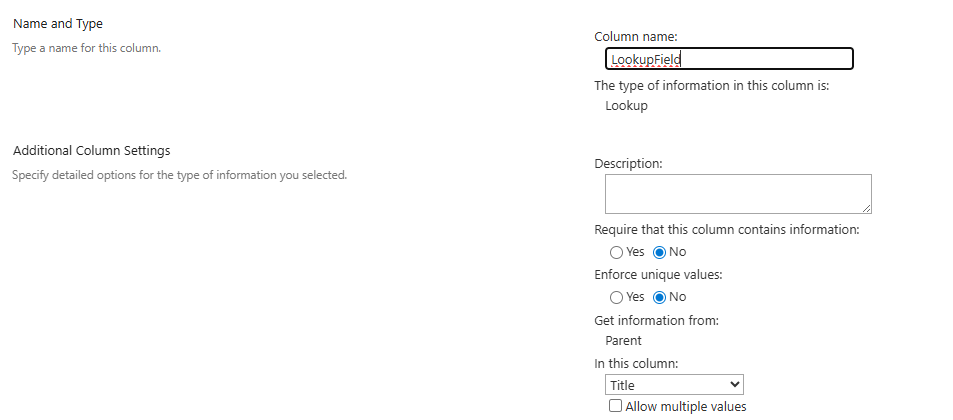 Name and Type
Type a name for this column.
Column name:
LookupField
The type of information in this column is:
Lookup
Additional Column Settings
Specify detailed options for the type of information you selected.
Description:
Require that this column contains information:
Yes No
Enforce unique values:
Yes No
Get information from:
Parent
In this column:
Title
Allow multiple values